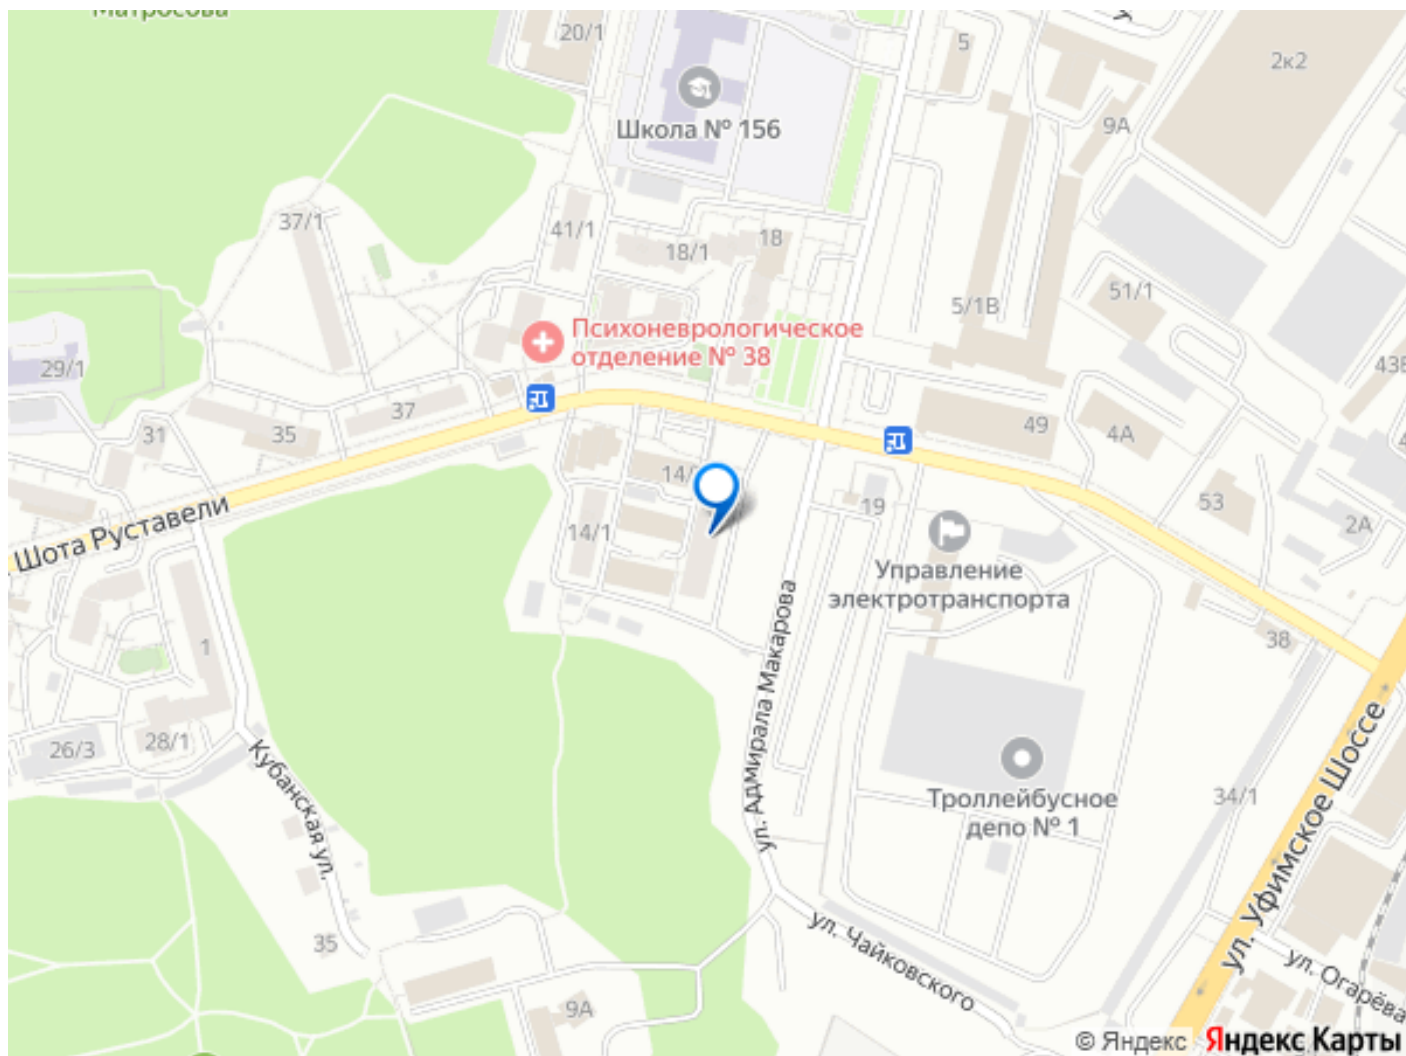 Матросова
20/1
5
2к2
Школа № 156
9А
37/1
41/1
18
18/1
51/1
5/1В
Психоневрологическое
отделение № 38
29/1
37
49
4А
31
35
14/
53
19
2А
14/1
Шота Руставели
Управление
электротранспорта
38
1
ул. Адмирала Макарова
26/3
28/1
Кубанская ул.
Троллейбусное
депо № 1
34/1
ул. Уфимское Шоссе
35
ул. Чайковского
ул. Огарёва
9А
© Яндекс Яндекс Карты